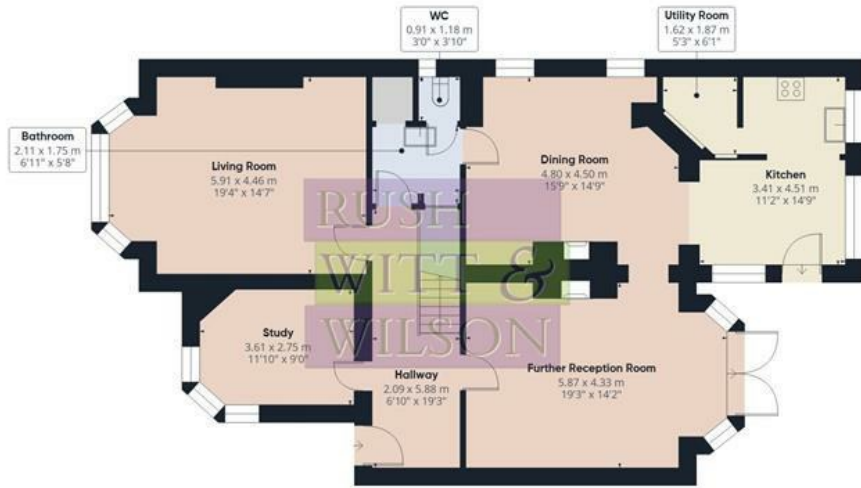 WC
0.91 x 1.18 m
3'0" x 3'10"
Utility Room
1.62 x 1.87 m
5'3" x 6'1"
Bathroom
2.11 x 1.75 m
6'11" x 5'8"
Living Room
5.91 x 4.46 m
19'4" x 14'7"
Dining Room
4.80 x 4.50 m
15'9" x 14'9"
Kitchen
3.41 x 4.51 m
11'2" x 14'9"
RUSH
WITT &
WILSON
Study
3.61 x 2.75 m
11'10" x 9'0"
Hallway
2.09 x 5.88 m
6'10" x 19'3"
Further Reception Room
5.87 x 4.33 m
19'3" x 14'2"